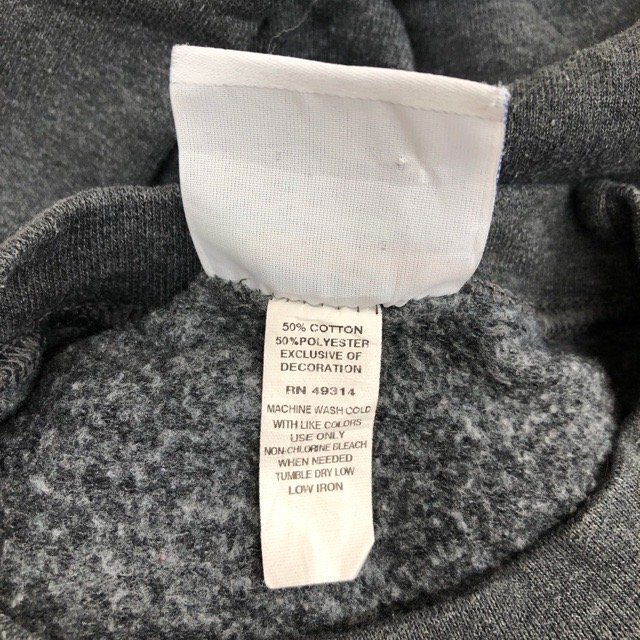 50% COTTON
50%POLYESTER
EXCLUSIVE OF
DECORATION
RN 49314
MACHINE WASH COLD
WITH LIKE COLORS
USE ONLY
NON-CHLORINE BLEACH
WHEN NEEDED
TUMBLE DRY LOW
LOW IRON